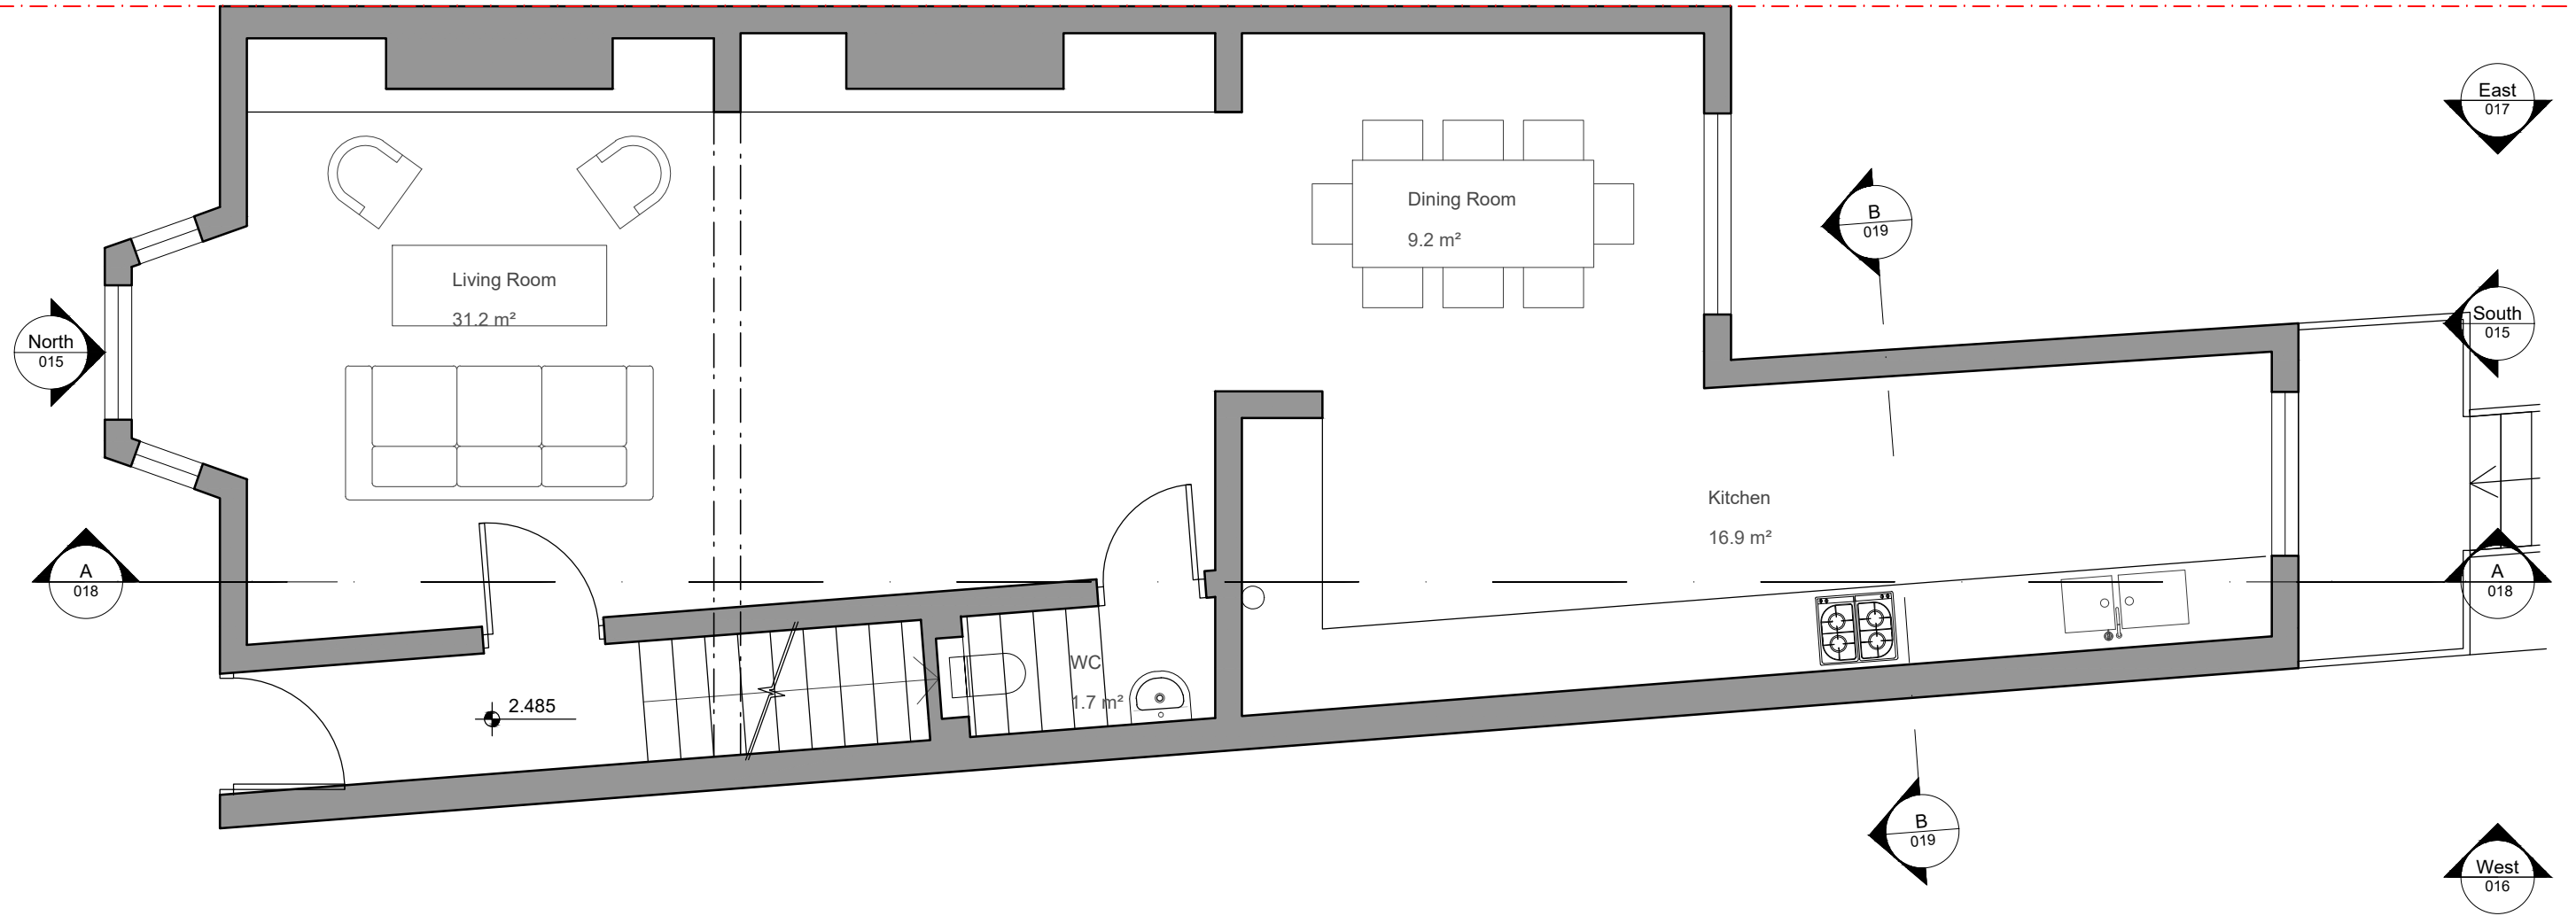 East
017
Dining Room
9.2 m²
B
019
Living Room
31.2 m²
North
015
South
015
Kitchen
16.9 m²
A
018
A
018
WC
1.7 m²
2.485
B
019
West
016